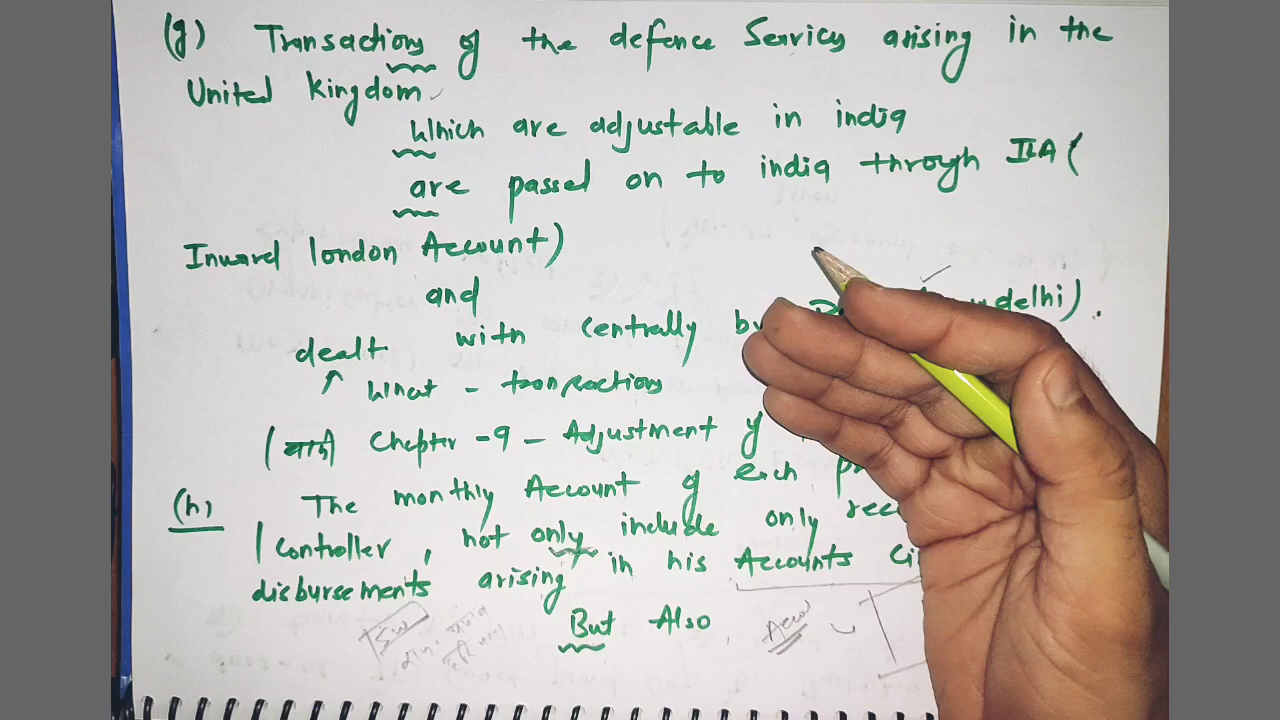 (g) Transactions of the defence Services arising in the
United Kingdom
Which are adjustable in india
are passed on to india through ILA (
Inward london Account)
and
dealt with centrally by delhi).
What - transactions
Chapter - 9 - Adjustment of
(h) The monthly Account of each
/ Controller, not only include only
disbursements arising in his Accounts
But Also